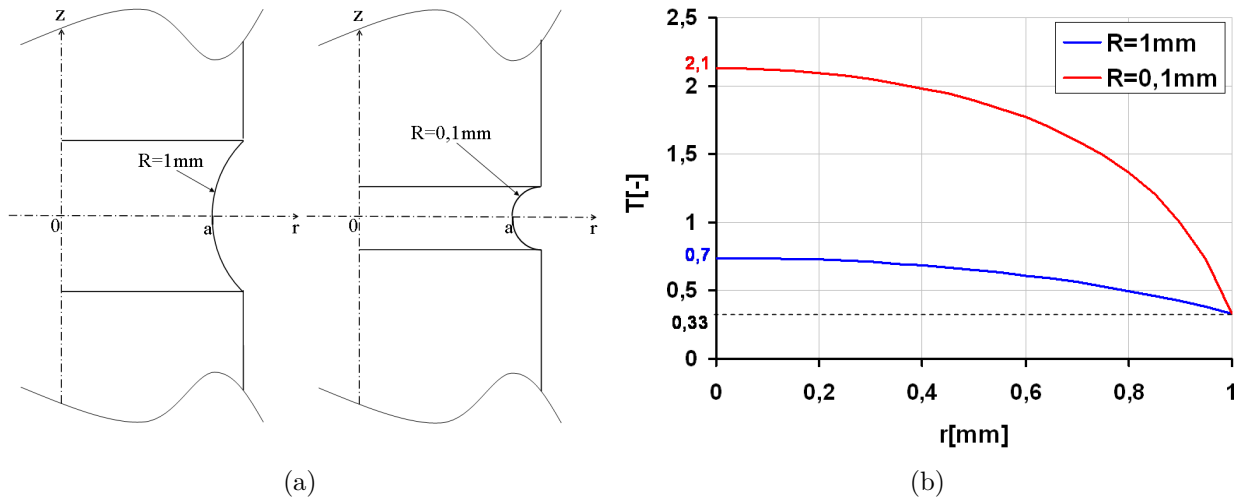 z
R=1mm
0
a
r
z
R=0,1mm
0
a
r
(a)
2,5
2,1
2
1,5
1
0,7
0,5
0,33
0
T[-]
0
0,2
0,4
0,6
0,8
1
r[mm]
R=1mm
R=0,1mm
(b)